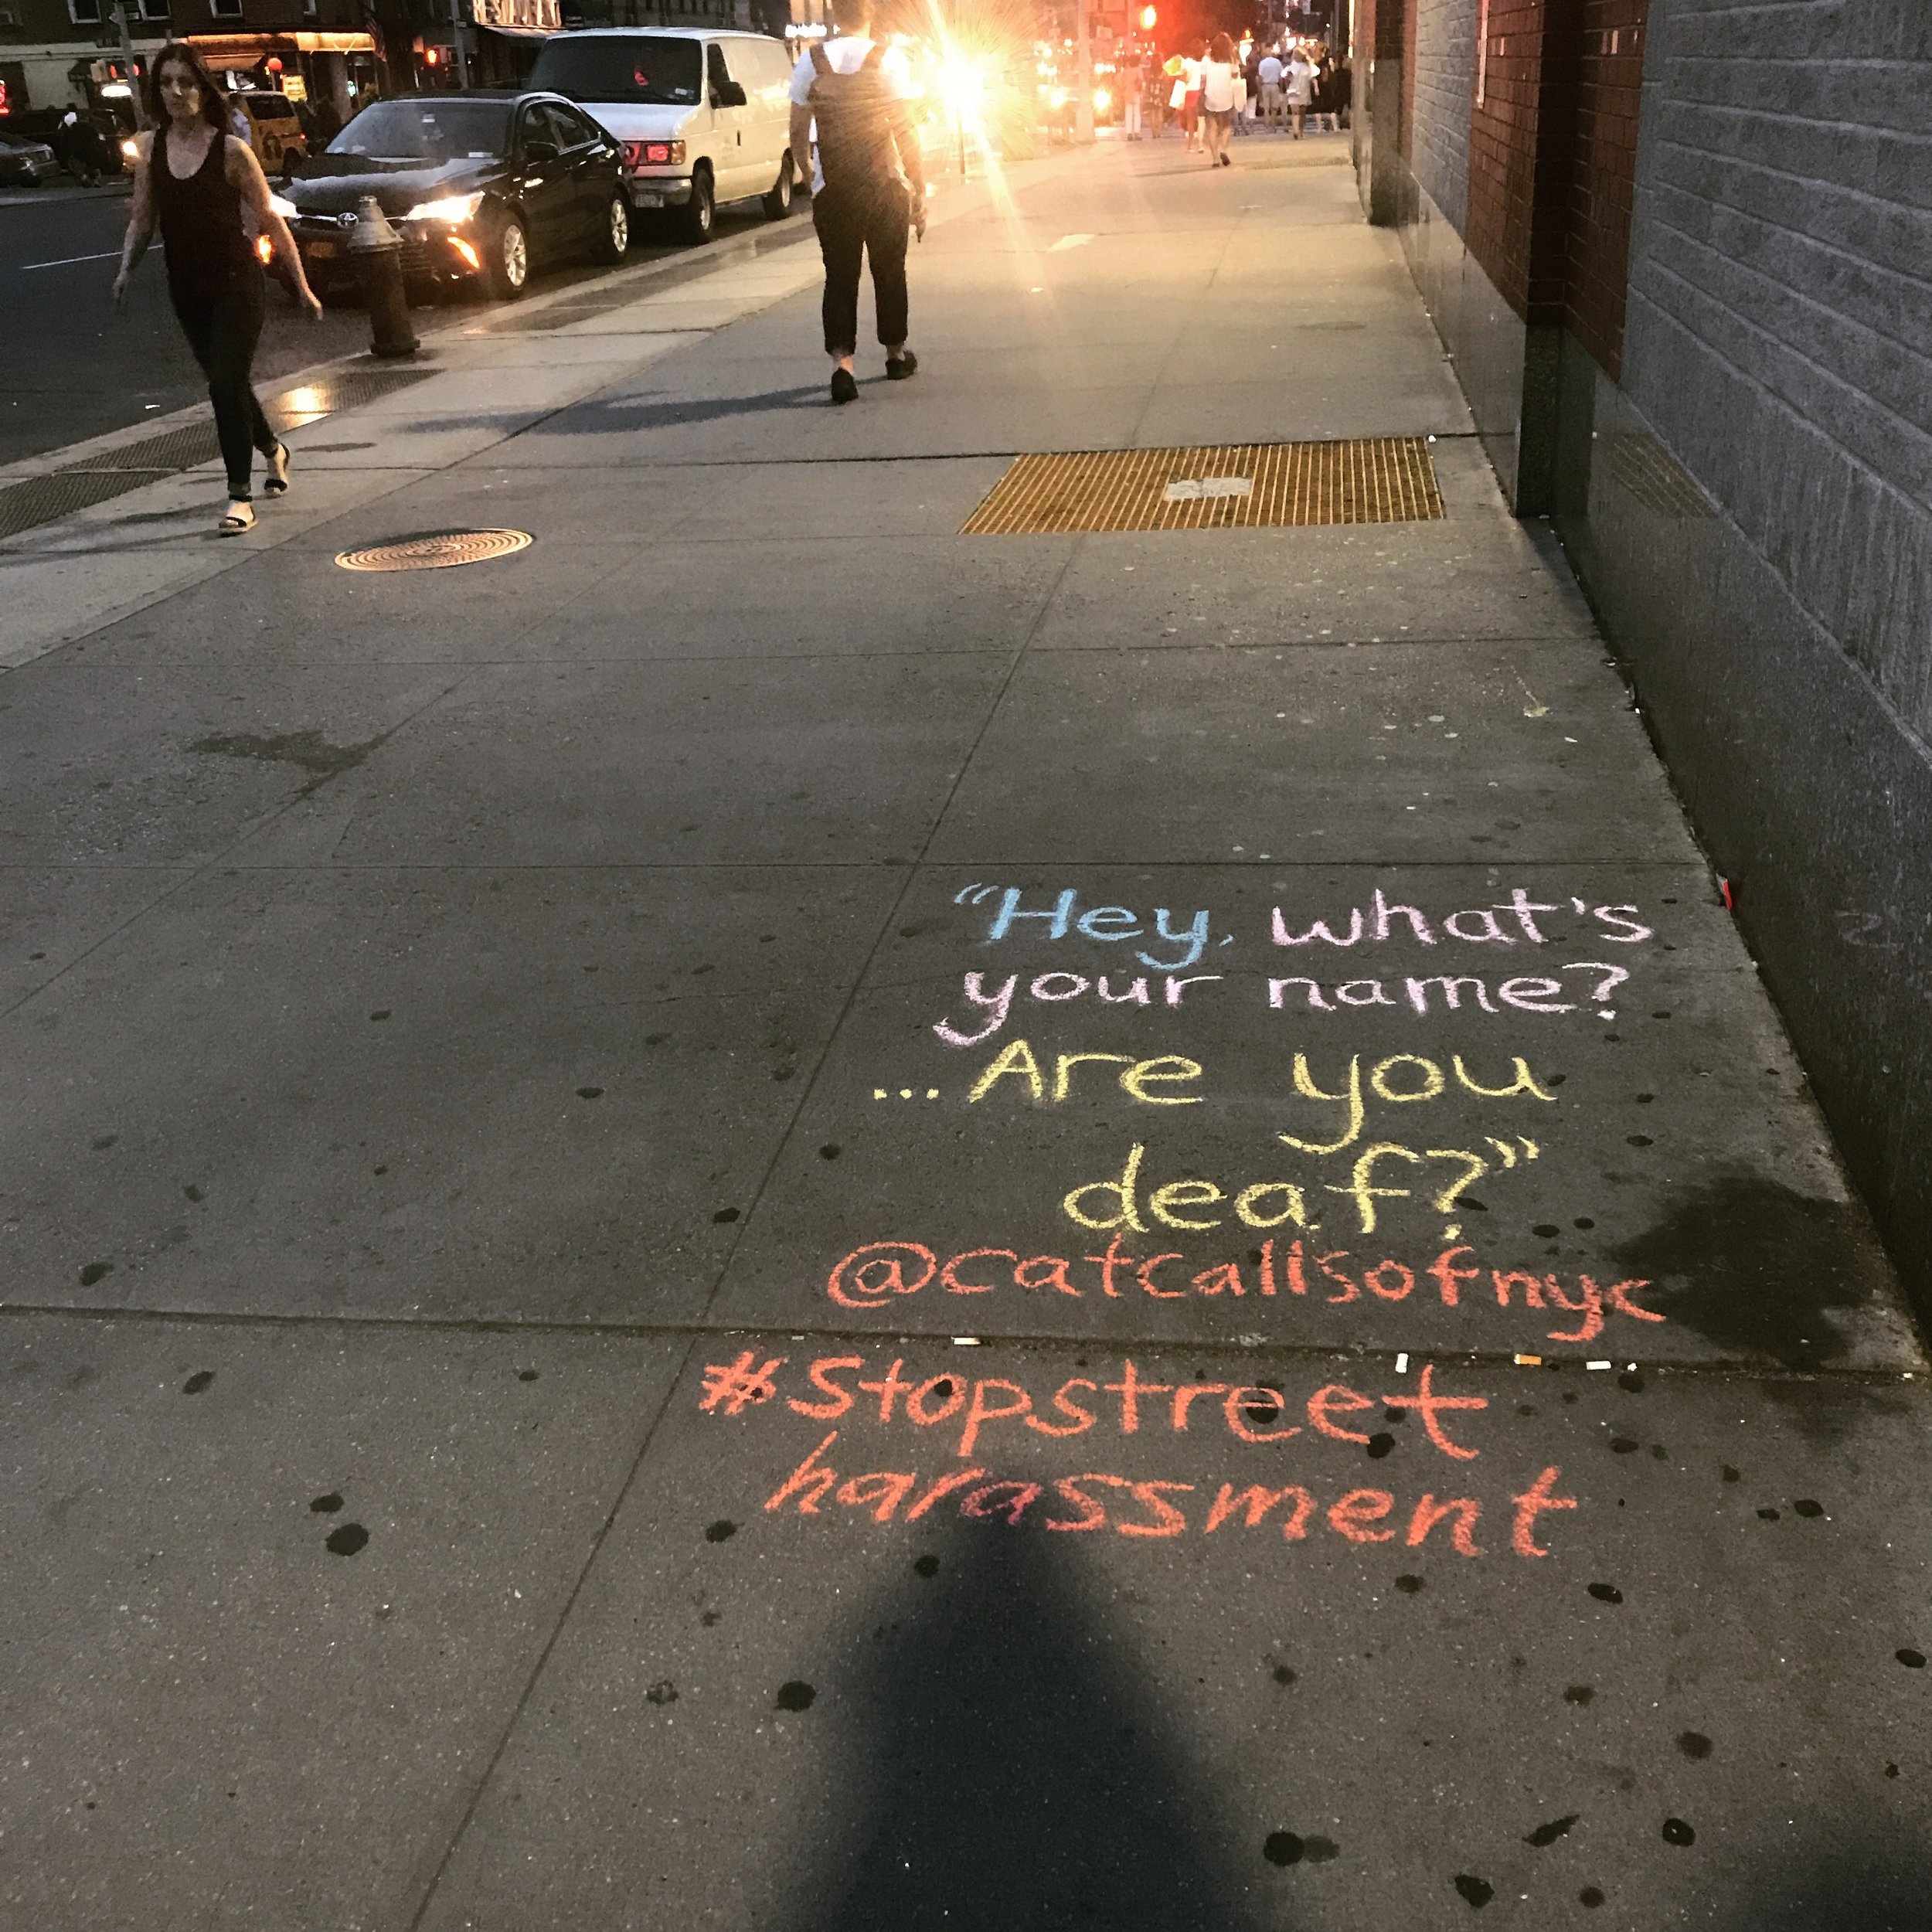 “Hey, what's
your name?
...Are you
deaf?”
@catcallsofnyc
#Stopstreet
harassment